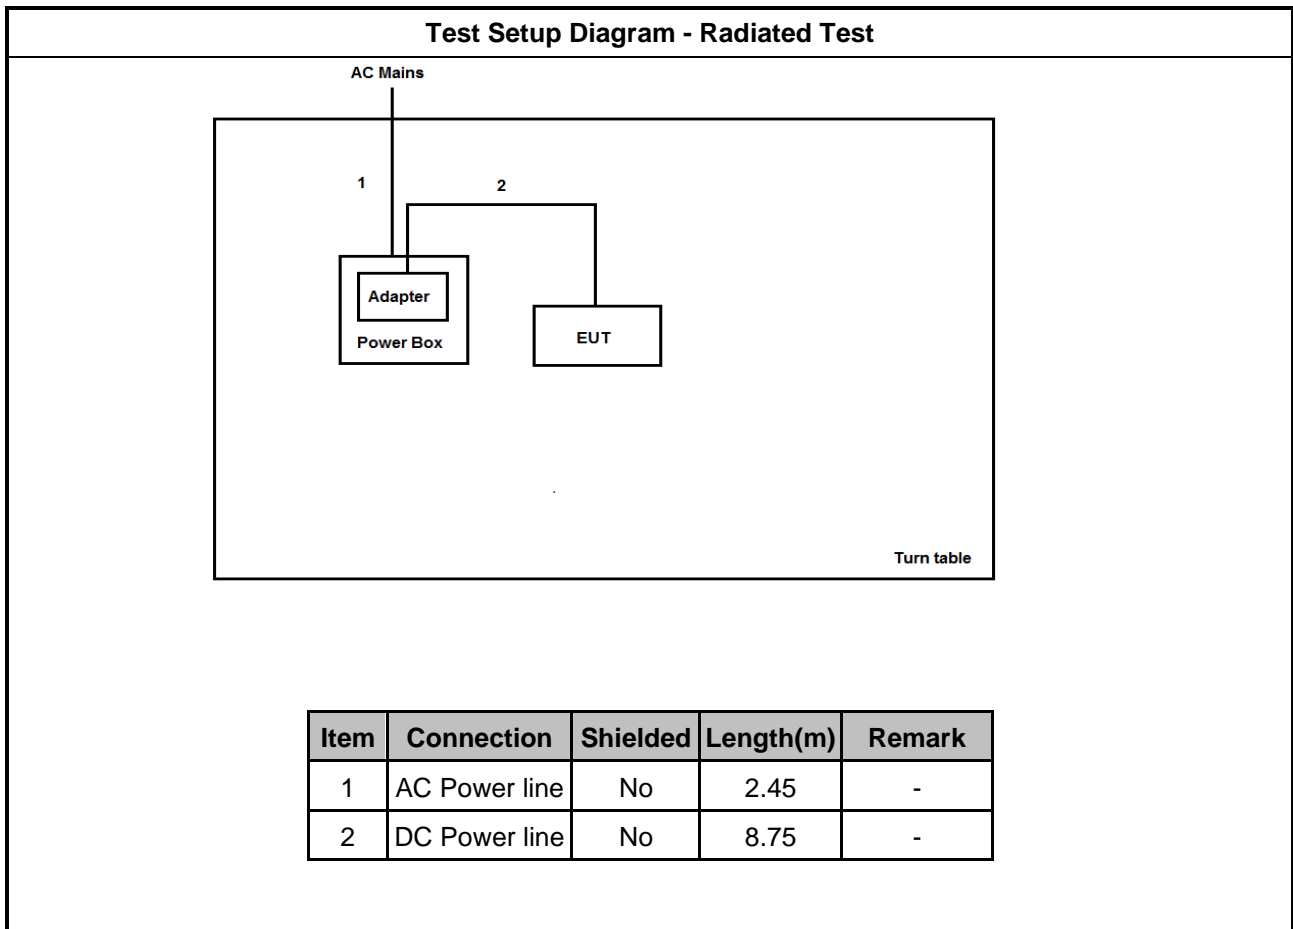 Test Setup Diagram - Radiated Test
AC Mains
1 2
Adapter
Power Box
EUT
Turn table
Item Connection Shielded Length(m) Remark
1 AC Power line No 2.45 -
2 DC Power line No 8.75 -